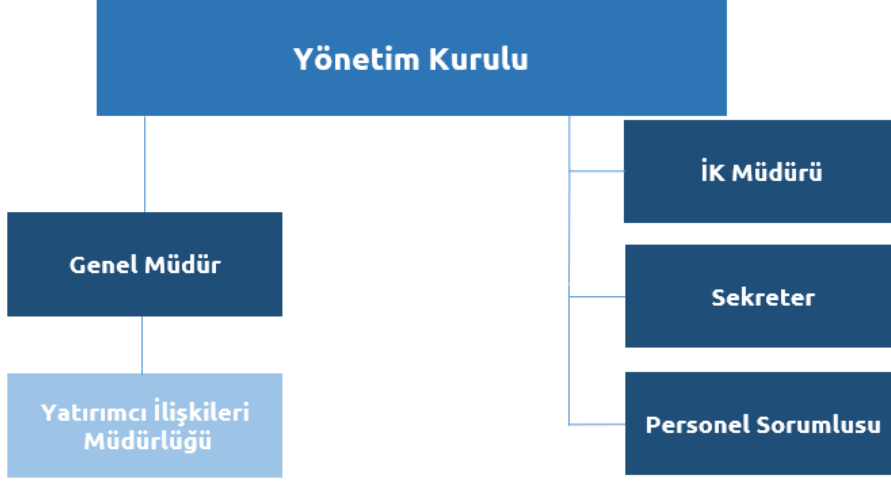 Yönetim Kurulu
İK Müdürü
Genel Müdür
Sekreter
Yatırımcı İlişkileri
Müdürlüğü
Personel Sorumlusu